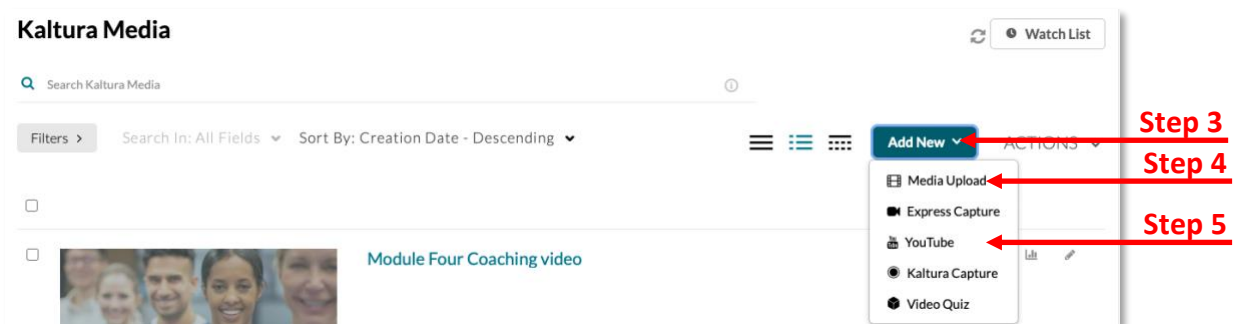 Kaltura Media
Watch List
Search Kaltura Media
Filters >
Search In: All Fields
Sort By: Creation Date - Descending
Add New
ACTIONS
Step 3
Media Upload
Step 4
Express Capture
YouTube
Step 5
Kaltura Capture
Video Quiz
Module Four Coaching video